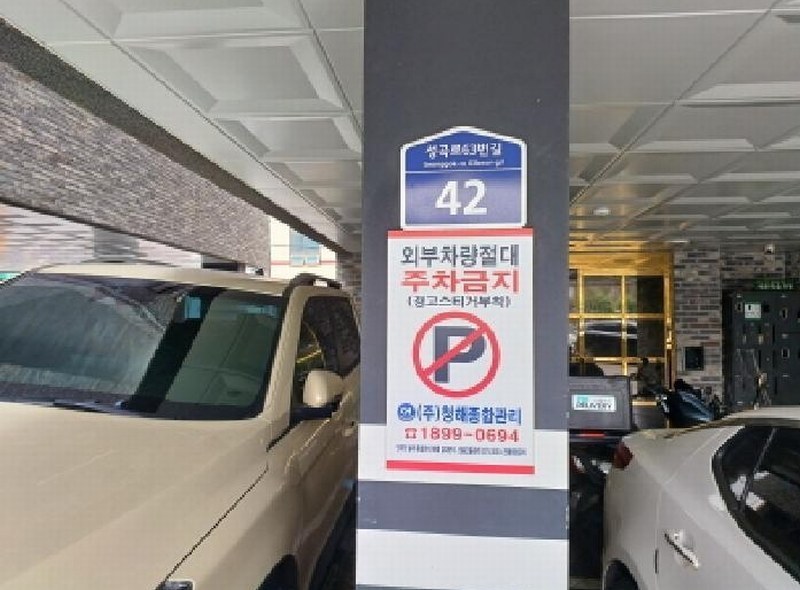 성곡로63번길
42
외부차량절대
주차금지
(경고스티커부착)
P
(주)청해종합관리
☎1899-0694
DELIVERY